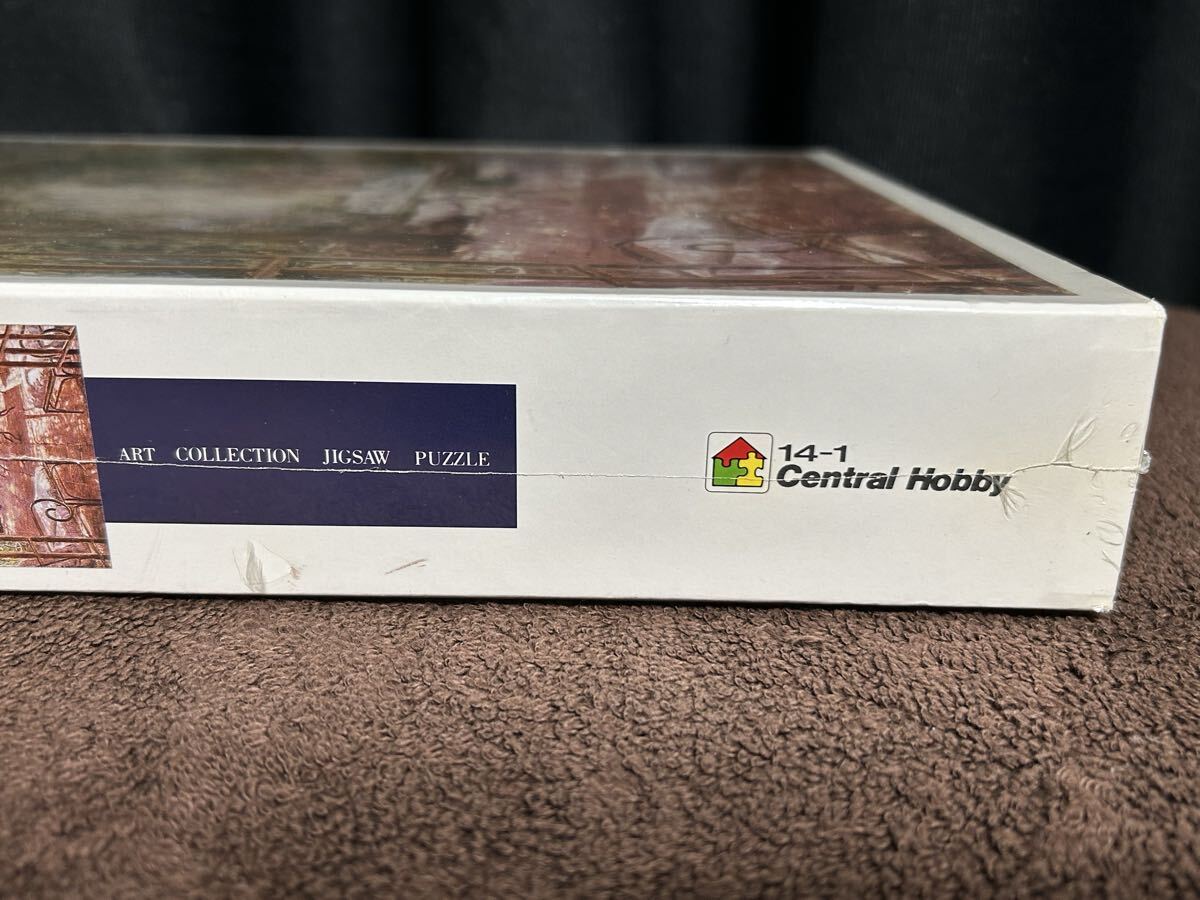 ART COLLECTION JIGSAW PUZZLE
14-1
Central Hobby